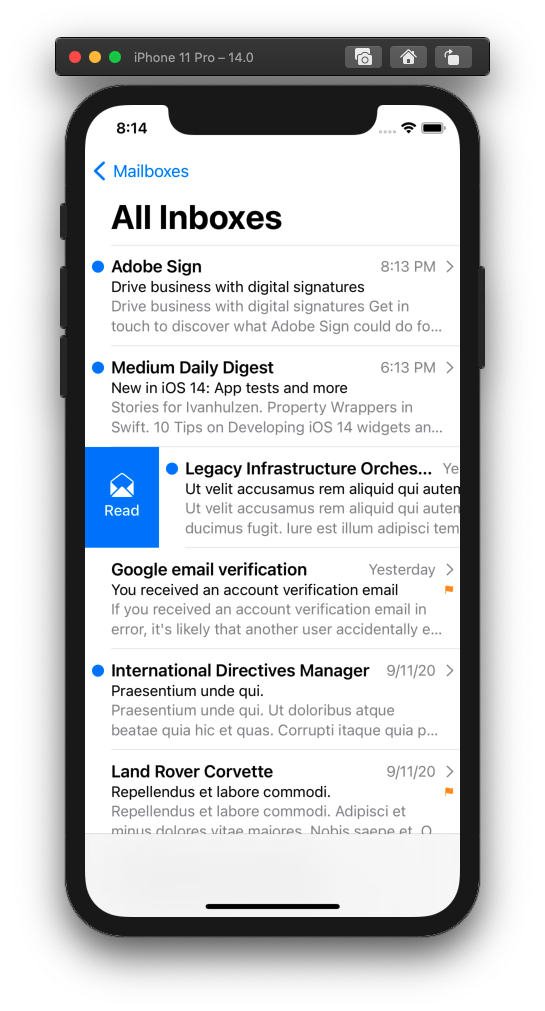 iPhone 11 Pro – 14.0
8:14
Mailboxes
All Inboxes
Adobe Sign 8:13 PM
Drive business with digital signatures
Drive business with digital signatures Get in
touch to discover what Adobe Sign could do fo...
Medium Daily Digest 6:13 PM
New in iOS 14: App tests and more
Stories for Ivanhulzen. Property Wrappers in
Swift. 10 Tips on Developing iOS 14 widgets an...
Read
Legacy Infrastructure Orches... Ye
Ut velit accusamus rem aliquid qui autem
Ut velit accusamus rem aliquid qui autem
ducimus fugit. Iure est illum adipisci tem
Google email verification Yesterday
You received an account verification email
If you received an account verification email in
error, it's likely that another user accidentally e...
International Directives Manager 9/11/20
Praesentium unde qui.
Praesentium unde qui. Ut doloribus atque
beatae quia hic et quas. Corrupti itaque quia p...
Land Rover Corvette 9/11/20
Repellendus et labore commodi.
Repellendus et labore commodi. Adipisci et
minus dolores vitae maiores. Nobis saepe et. O